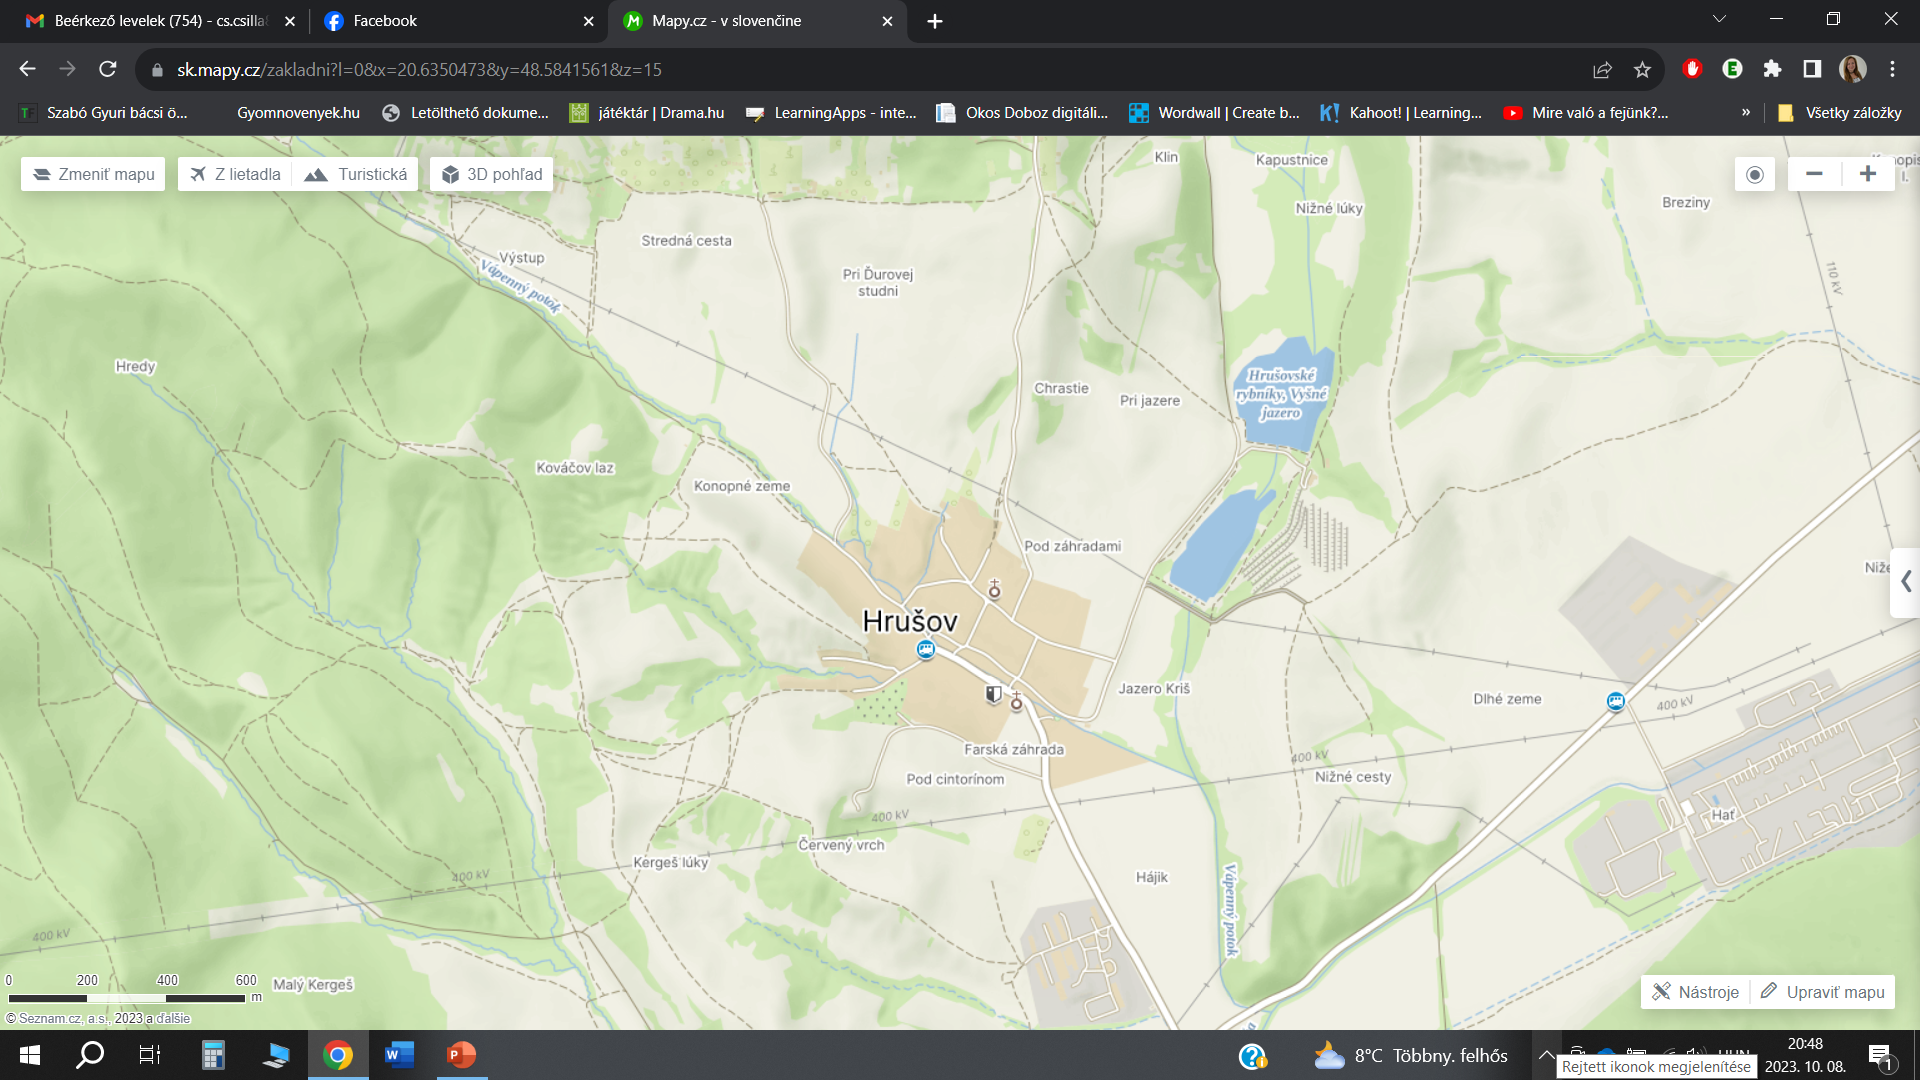 Beérkező levelek (754) - cs.csilla8
Facebook
Mapy.cz - v slovenčine
sk.mapy.cz/zakladni?l=0&x=20.6350473&y=48.5841561&z=15
Szabó Gyuri bácsi ö...
Gyomnovenyek.hu
Letölthető dokume...
játéktár | Drama.hu
LearningApps - inte...
Okos Doboz digitáli...
Wordwall | Create b...
Kahoot! | Learning...
Mire való a fejünk?...
»
Všetky záložky
Zmeniť mapu
Z lietadla
Turistická
3D pohľad
Klin
Kapustnice
Nižné lúky
Breziny
Stredná cesta
Výstup
Vápenný potok
Pri Ďurovej
studni
110 kV
Hredy
Hrušovské
rybníky, Vyšné
jazero
Chrastie
Pri jazere
Kováčov laz
Konopné zeme
Pod záhradami
Hrušov
Jazero Kriš
Dlhé zeme
400 kV
Farská záhrada
400 kV
Pod cintorínom
Nižné cesty
400 kV
Hať
Červený vrch
Kergeš lúky
400 kV
Hájik
Vápenný potok
400 kV
0 200 400 600
m
Malý Kergeš
© Seznam.cz, a.s., 2023 a ďalšie
Nástroje
Upraviť mapu
8°C Többny. felhős
HUN
20:48
2023. 10. 08.
1
Rejtett ikonok megjelenítése